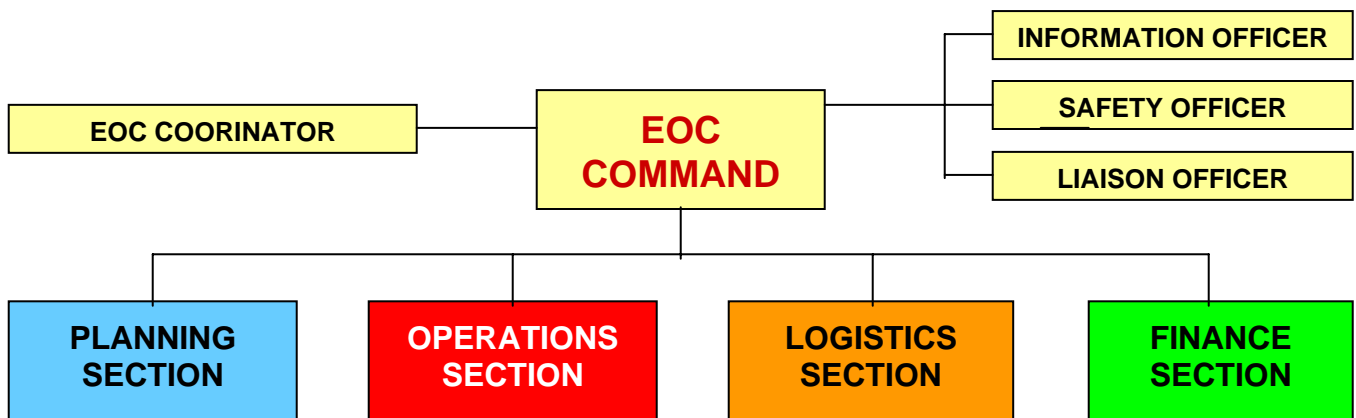 INFORMATION OFFICER
EOC COORINATOR
EOC
COMMAND
SAFETY OFFICER
LIAISON OFFICER
PLANNING
SECTION
OPERATIONS
SECTION
LOGISTICS
SECTION
FINANCE
SECTION